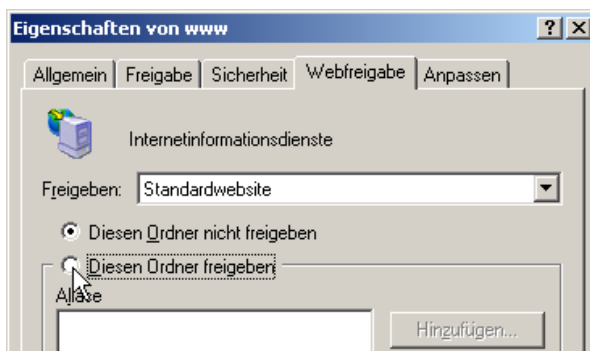 Eigenschaften von www
Allgemein Freigabe Sicherheit Webfreigabe Anpassen
Internetinformationsdienste
Freigeben: Standardwebsite
Diesen Ordner nicht freigeben
Diesen Ordner freigeben
Aliase
Hinzufügen...